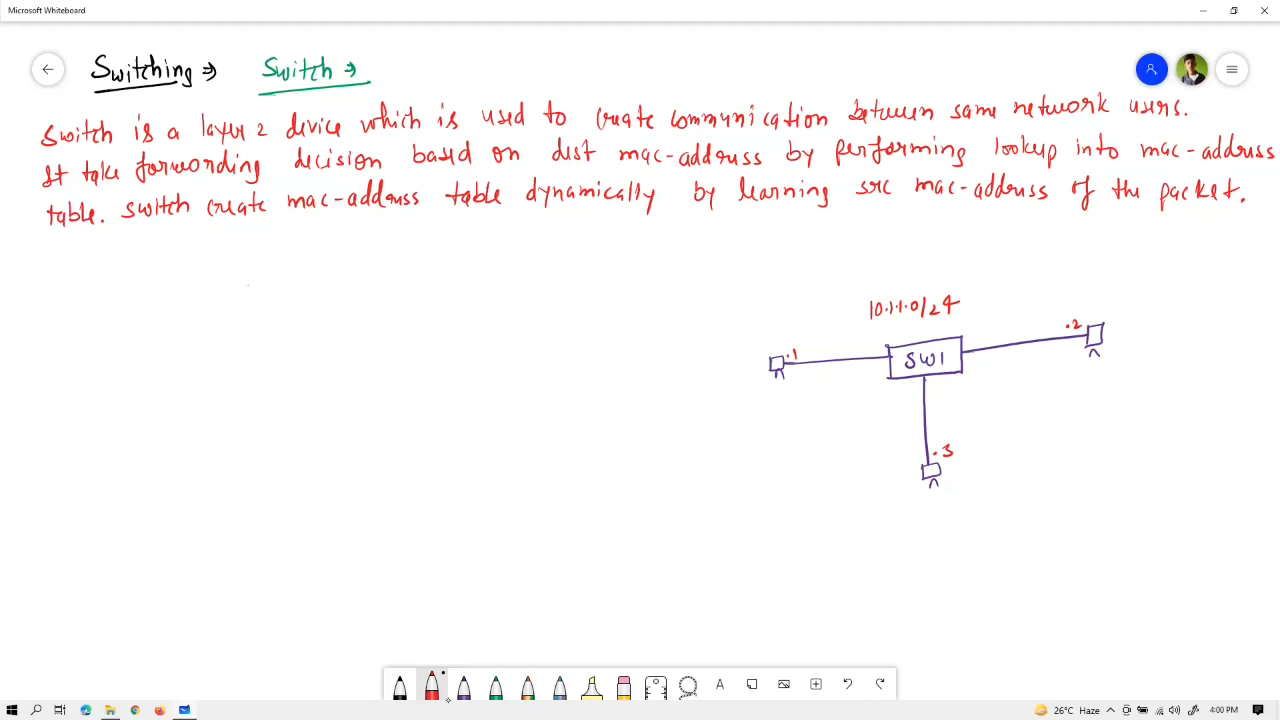 Microsoft Whiteboard
Switching ⇒ Switch →
Switch is a layer 2 device which is used to create communication between same network users.
It take forwarding decision based on dist mac-address by performing lookup into mac-address
table. Switch create mac-address table dynamically by learning src mac-address of the packet.
10.1.1.0/24
.1
.2
SW1
.3
A
26°C Haze
4:00 PM